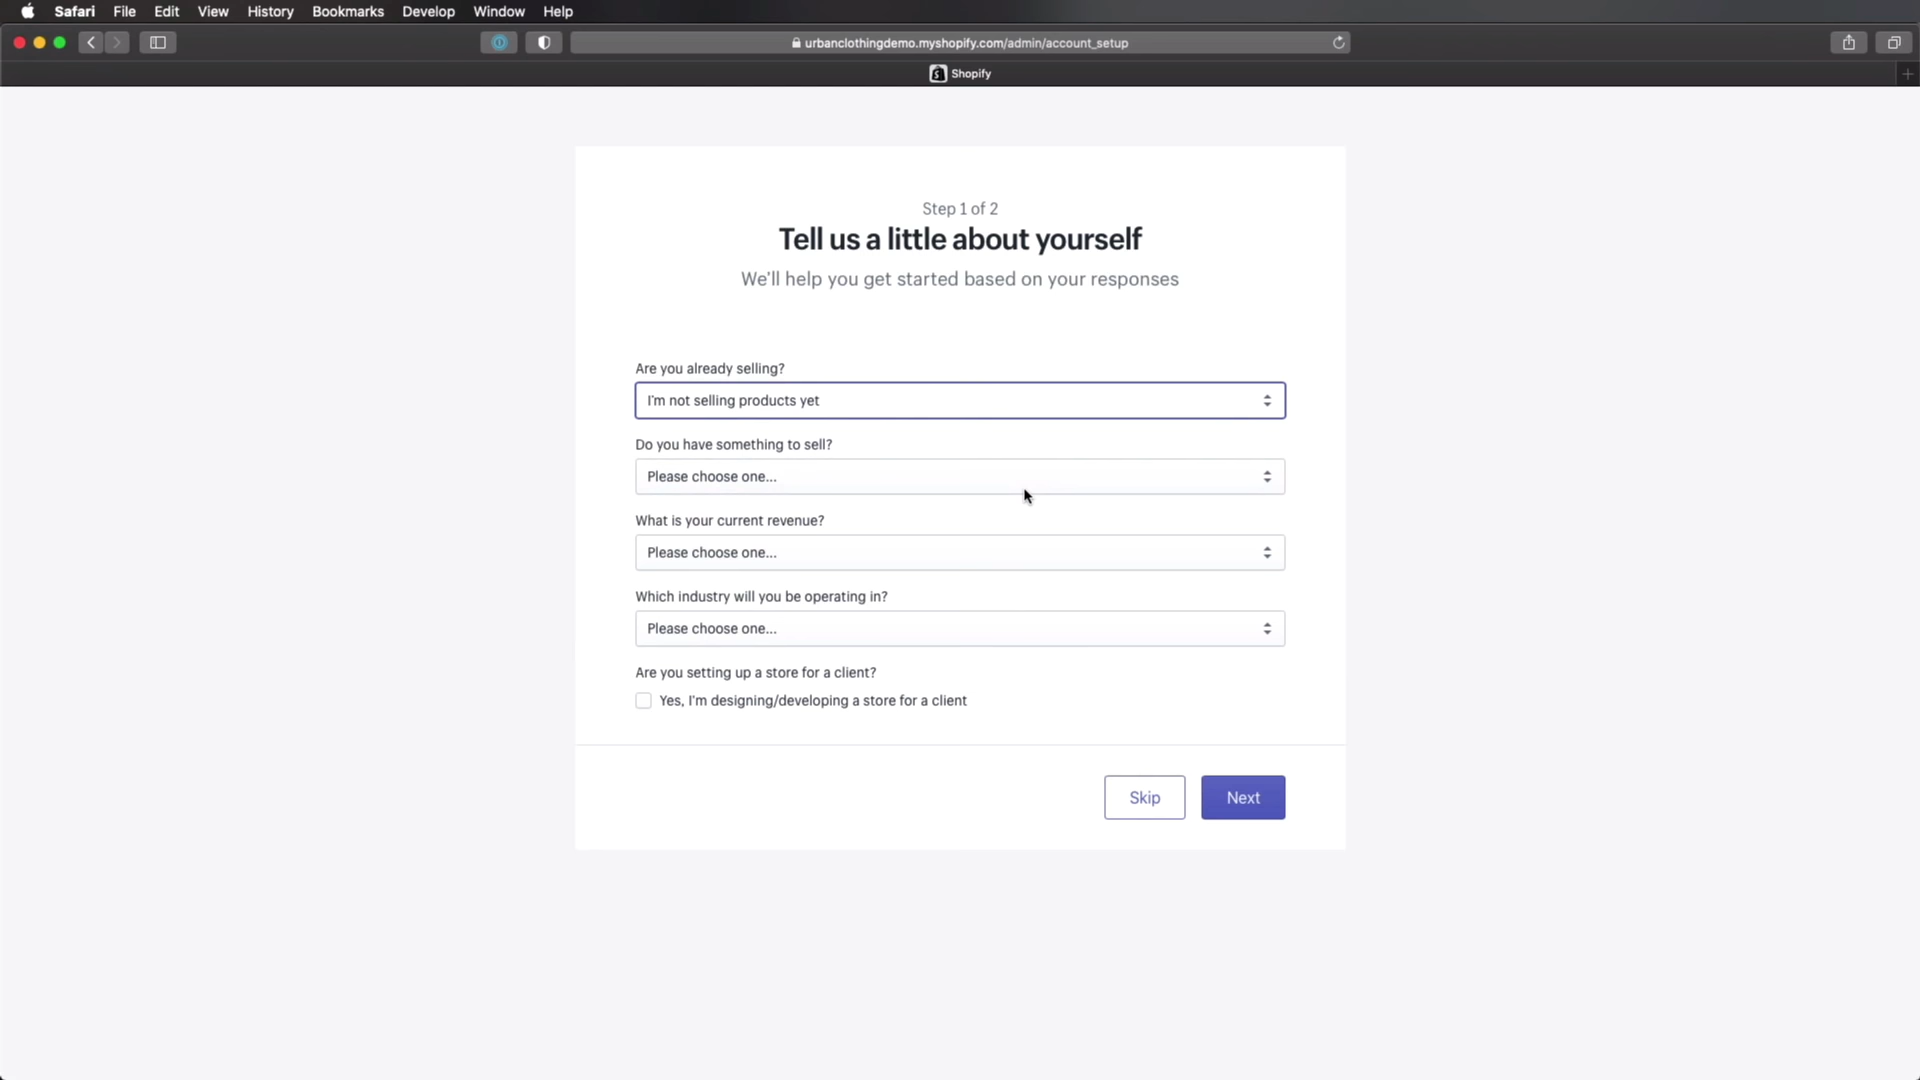 Safari File Edit View History Bookmarks Develop Window Help
urbanclothingdemo.myshopify.com/admin/account_setup
Shopify
Step 1 of 2
Tell us a little about yourself
We'll help you get started based on your responses
Are you already selling?
I'm not selling products yet
Do you have something to sell?
Please choose one...
What is your current revenue?
Please choose one...
Which industry will you be operating in?
Please choose one...
Are you setting up a store for a client?
Yes, I'm designing/developing a store for a client
Skip Next